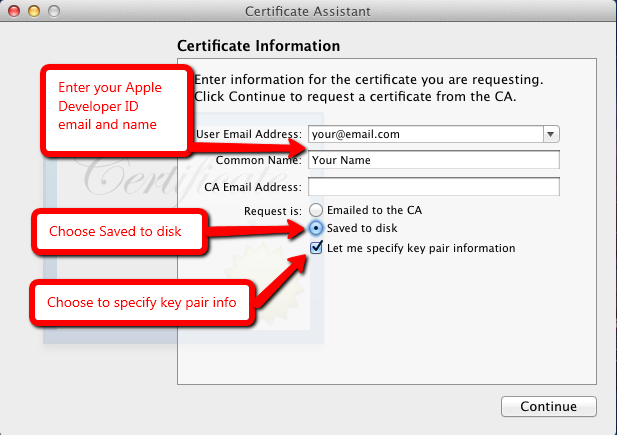 Certificate Assistant
Certificate Information
Enter information for the certificate you are requesting.
Click Continue to request a certificate from the CA.
Enter your Apple
Developer ID
email and name
User Email Address: your@email.com
Common Name: Your Name
Certificate
CA Email Address:
Request is: Emailed to the CA
Choose Saved to disk
Saved to disk
Let me specify key pair information
Choose to specify key pair info
Continue